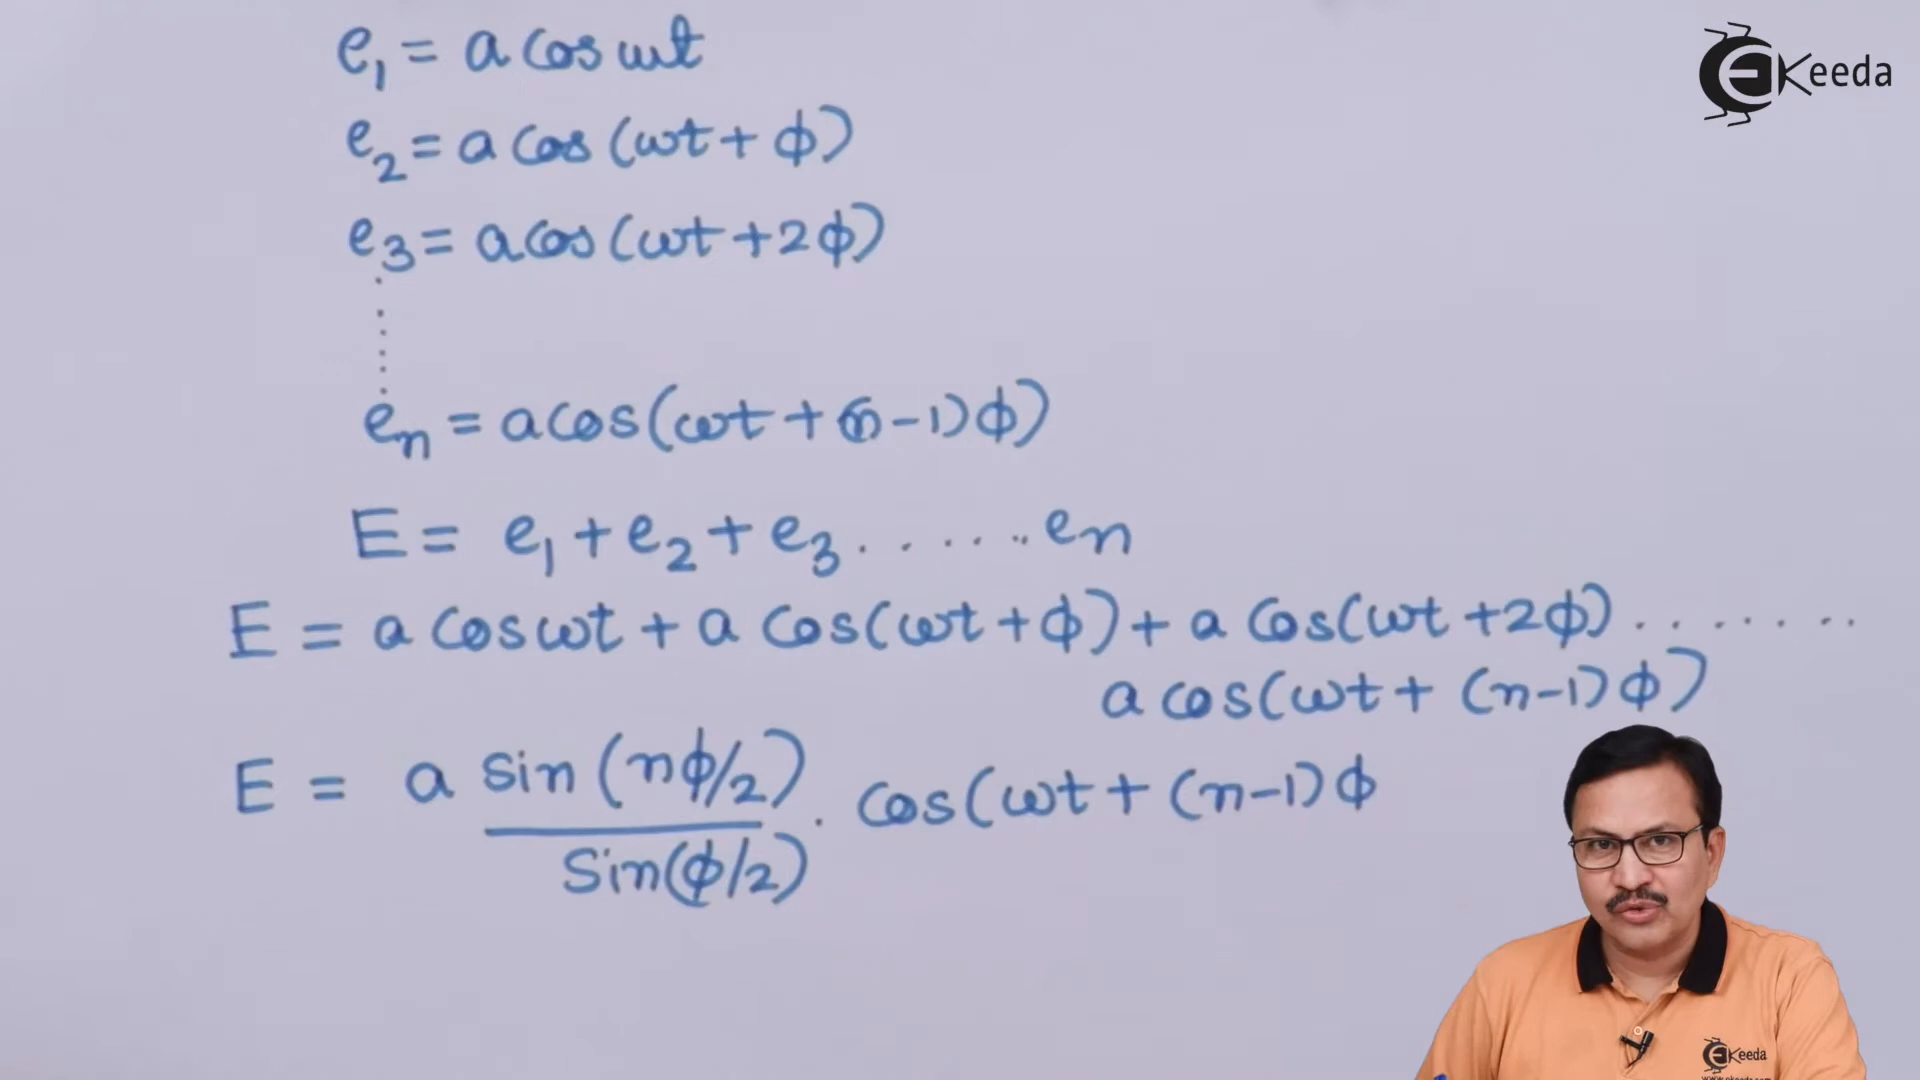 e₁ = a cos ωt
EKeeda
e₂ = a cos (ωt + ϕ)
e₃ = a cos (ωt + 2ϕ)
eₙ = a cos (ωt + (n-1)ϕ)
E = e₁ + e₂ + e₃ ....... eₙ
E = a cos ωt + a cos(ωt + ϕ) + a cos(ωt + 2ϕ) .......
a cos(ωt + (n-1)ϕ)
E = a sin (nϕ/2) / sin(ϕ/2) . cos(ωt + (n-1)ϕ
EKeeda